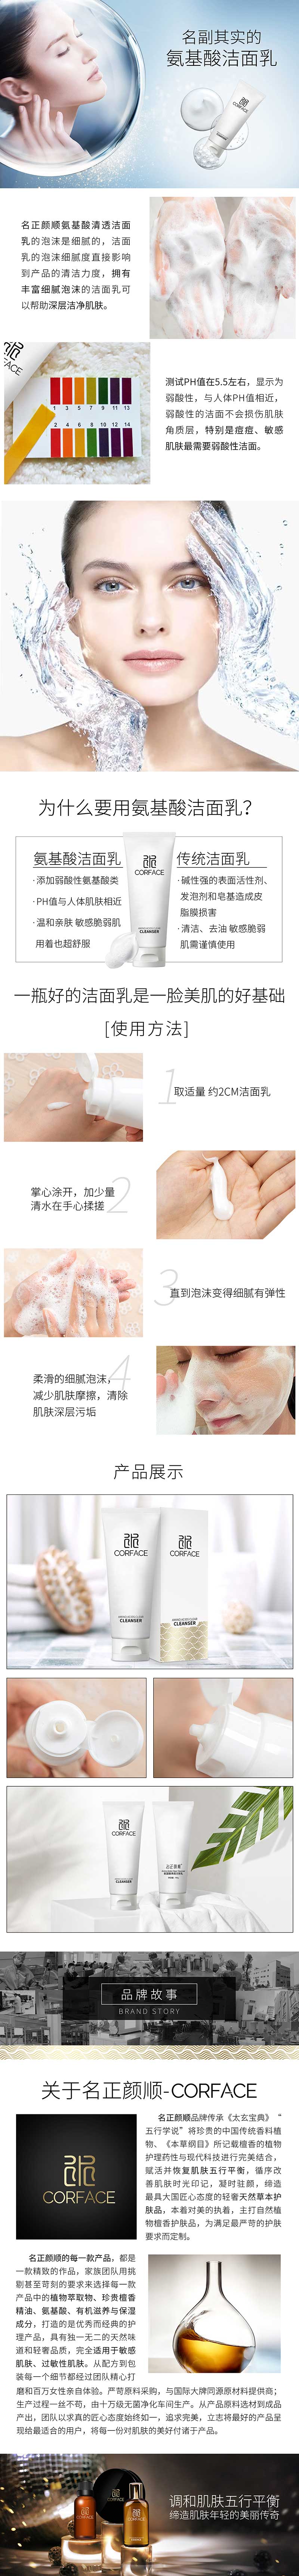 名副其实的
氨基酸洁面乳
CORFACE
名正颜顺氨基酸清透洁面
乳的泡沫是细腻的，洁面
乳的泡沫细腻度直接影响
到产品的清洁力度，拥有
丰富细腻泡沫的洁面乳可
以帮助深层洁净肌肤。
1 3 5 7 9 11 13
2 4 6 8 10 12 14
测试PH值在5.5左右，显示为
弱酸性，与人体PH值相近，
弱酸性的洁面不会损伤肌肤
角质层，特别是痘痘、敏感
肌肤最需要弱酸性洁面。
为什么要用氨基酸洁面乳?
氨基酸洁面乳
·添加弱酸性氨基酸类
·PH值与人体肌肤相近
·温和亲肤 敏感脆弱肌
用着也超舒服
CORFACE
CLEANSER
传统洁面乳
·碱性强的表面活性剂、
发泡剂和皂基造成皮
脂膜损害
·清洁、去油 敏感脆弱
肌需谨慎使用
一瓶好的洁面乳是一脸美肌的好基础
[使用方法]
1
取适量 约2CM洁面乳
2
掌心涂开，加少量
清水在手心揉搓
3
直到泡沫变得细腻有弹性
4
柔滑的细腻泡沫，
减少肌肤摩擦，清除
肌肤深层污垢
产品展示
CORFACE
CLEANSER
CORFACE
CLEANSER
CORFACE
CLEANSER
名正颜顺
品牌故事
BRAND STORY
关于名正颜顺-CORFACE
CORFACE
名正颜顺品牌传承《太玄宝典》“
五行学说”将珍贵的中国传统香料植
物、《本草纲目》所记载檀香的植物
护理药性与现代科技进行完美结合，
赋活并恢复肌肤五行平衡，循序改
善肌肤时光印记，凝时驻颜，缔造
最具大国匠心态度的轻奢天然草本护
肤品，本着对美的执着，主打自然植
物檀香护肤品，为满足最严苛的护肤
要求而定制。
名正颜顺的每一款产品，都是
一款精致的作品，家族团队用挑
剔甚至苛刻的要求来选择每一款
产品中的植物萃取物、珍贵檀香
精油、氨基酸、有机滋养与保湿
成分，打造的是优秀而经典的护
理产品，具有独一无二的天然味
道和轻奢品质，完全适用于敏感
肌肤、过敏性肌肤。从配方到包
装每一个细节都经过团队精心打
磨和百万女性亲自体验。严苛原料采购，与国际大牌同源原材料提供商；
生产过程一丝不苟，由十万级无菌净化车间生产。从产品原料选材到成品
产出，团队以求真的匠心态度始终如一，追求完美，立志将最好的产品呈
现给最适合的用户，将每一份对肌肤的美好付诸于产品。
调和肌肤五行平衡
缔造肌肤年轻的美丽传奇
CORFACE